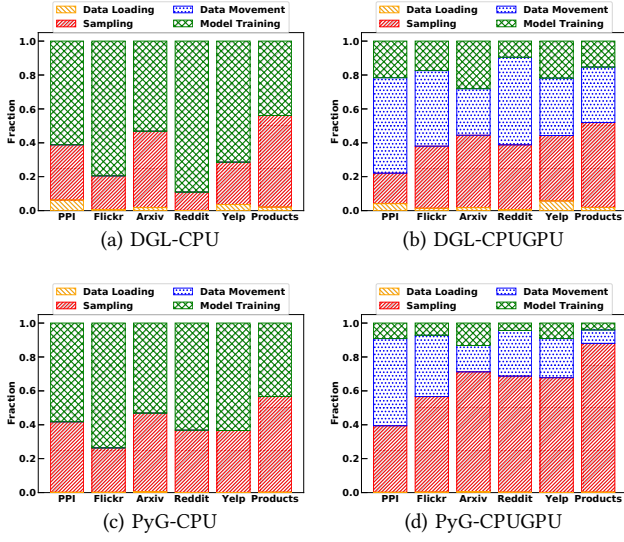 Data Loading Data Movement
Sampling Model Training
1.0
0.8
0.6
0.4
0.2
0.0
Fraction
PPI Flickr Arxiv Reddit Yelp Products
(a) DGL-CPU
Data Loading Data Movement
Sampling Model Training
1.0
0.8
0.6
0.4
0.2
0.0
Fraction
PPI Flickr Arxiv Reddit Yelp Products
(b) DGL-CPUGPU
Data Loading Data Movement
Sampling Model Training
1.0
0.8
0.6
0.4
0.2
0.0
Fraction
PPI Flickr Arxiv Reddit Yelp Products
(c) PyG-CPU
Data Loading Data Movement
Sampling Model Training
1.0
0.8
0.6
0.4
0.2
0.0
Fraction
PPI Flickr Arxiv Reddit Yelp Products
(d) PyG-CPUGPU